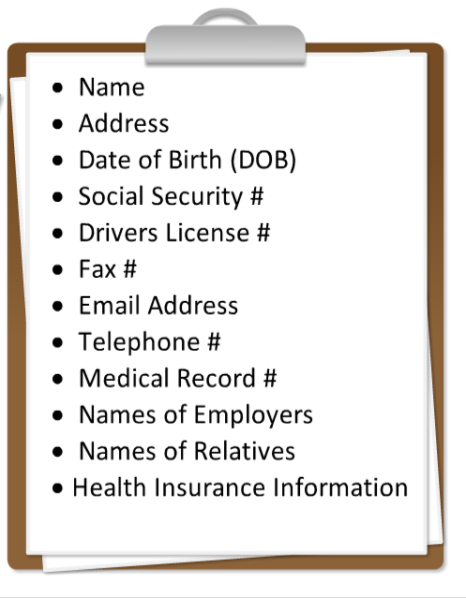 • Name
• Address
• Date of Birth (DOB)
• Social Security #
• Drivers License #
• Fax #
• Email Address
• Telephone #
• Medical Record #
• Names of Employers
• Names of Relatives
• Health Insurance Information